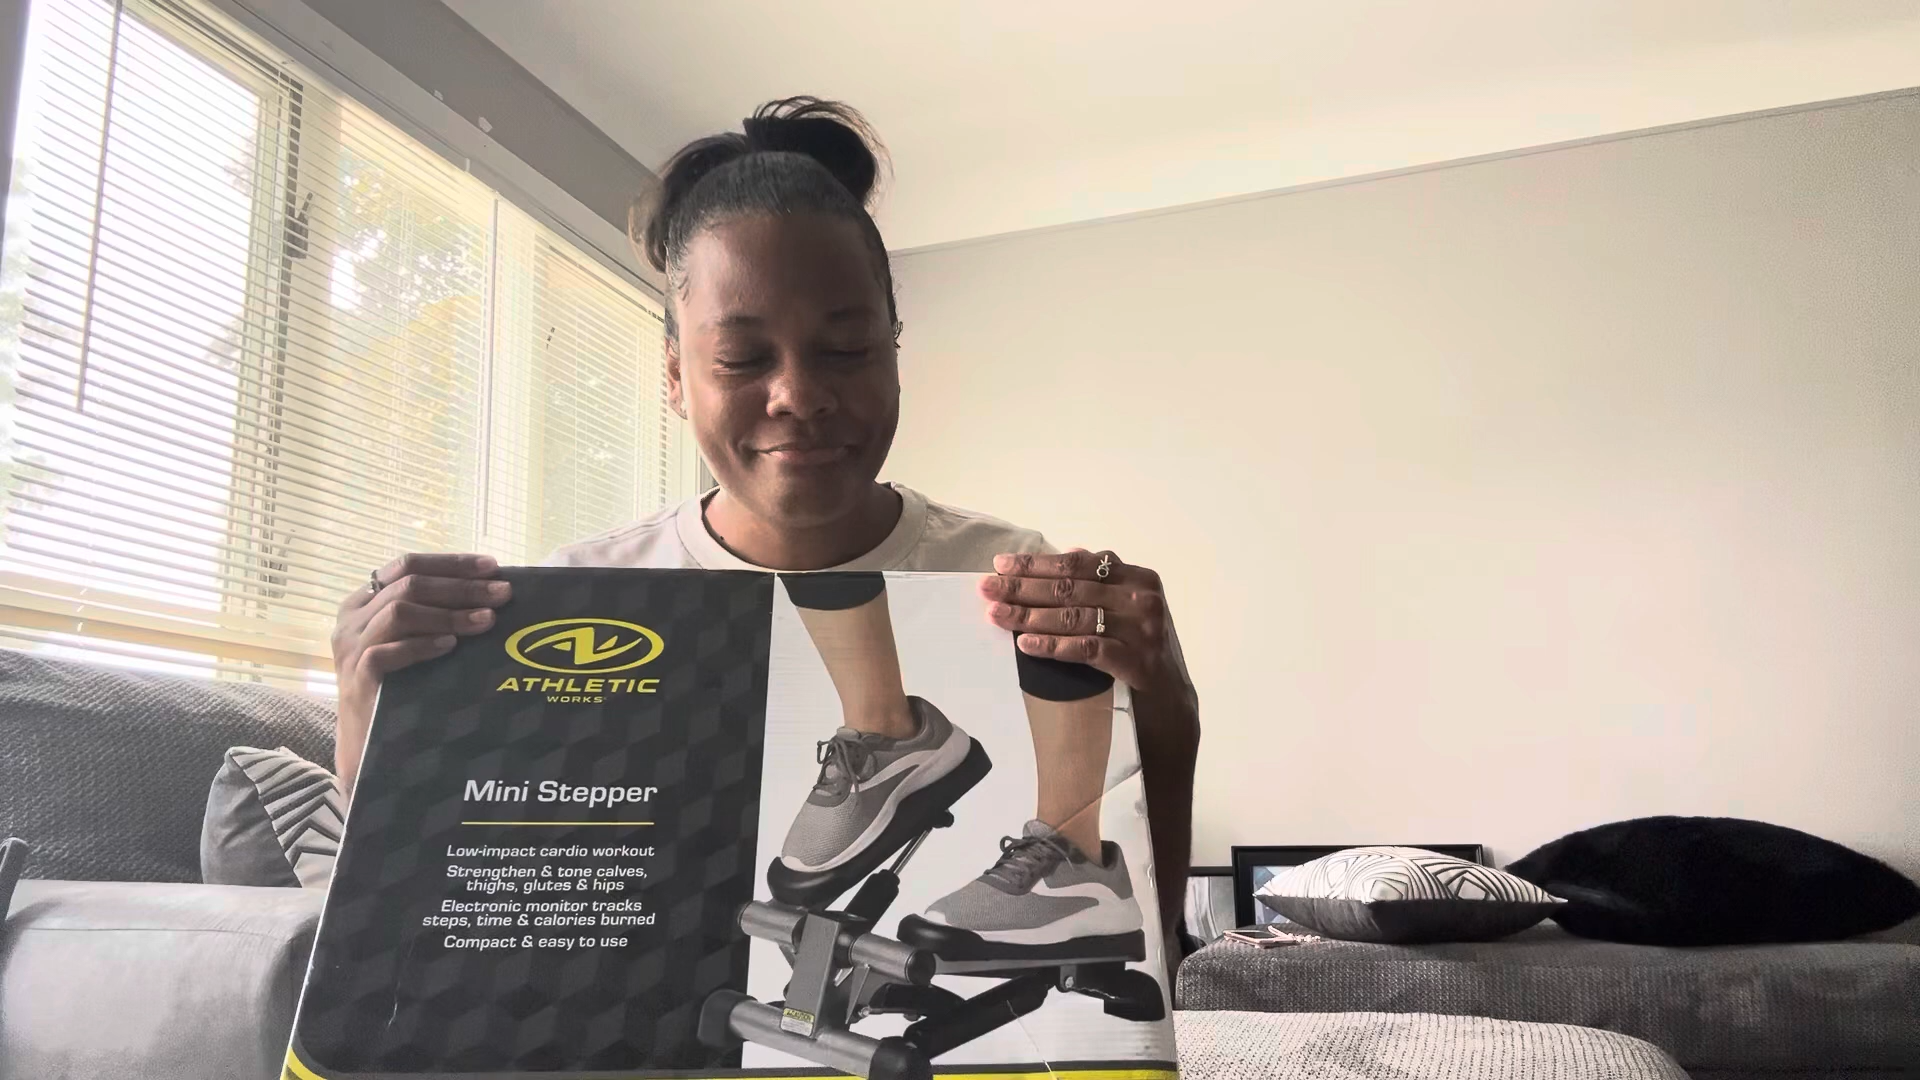 ATHLETIC
WORKS
Mini Stepper
Low-impact cardio workout
Strengthen & tone calves,
thighs, glutes & hips
Electronic monitor tracks
steps, time & calories burned
Compact & easy to use